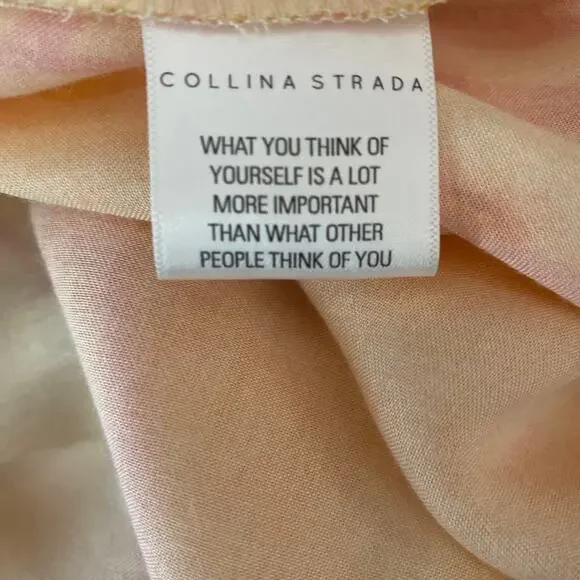 COLLINA STRADA
WHAT YOU THINK OF
YOURSELF IS A LOT
MORE IMPORTANT
THAN WHAT OTHER
PEOPLE THINK OF YOU